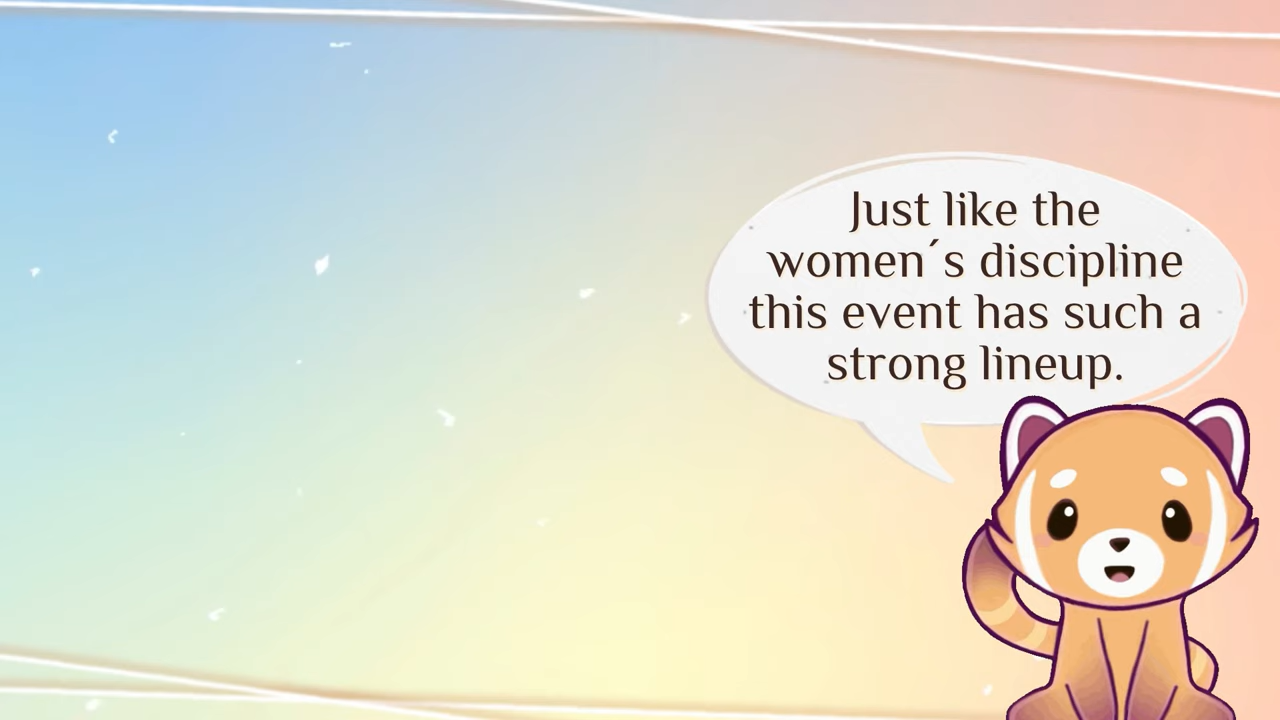 Just like the
women´s discipline
this event has such a
strong lineup.